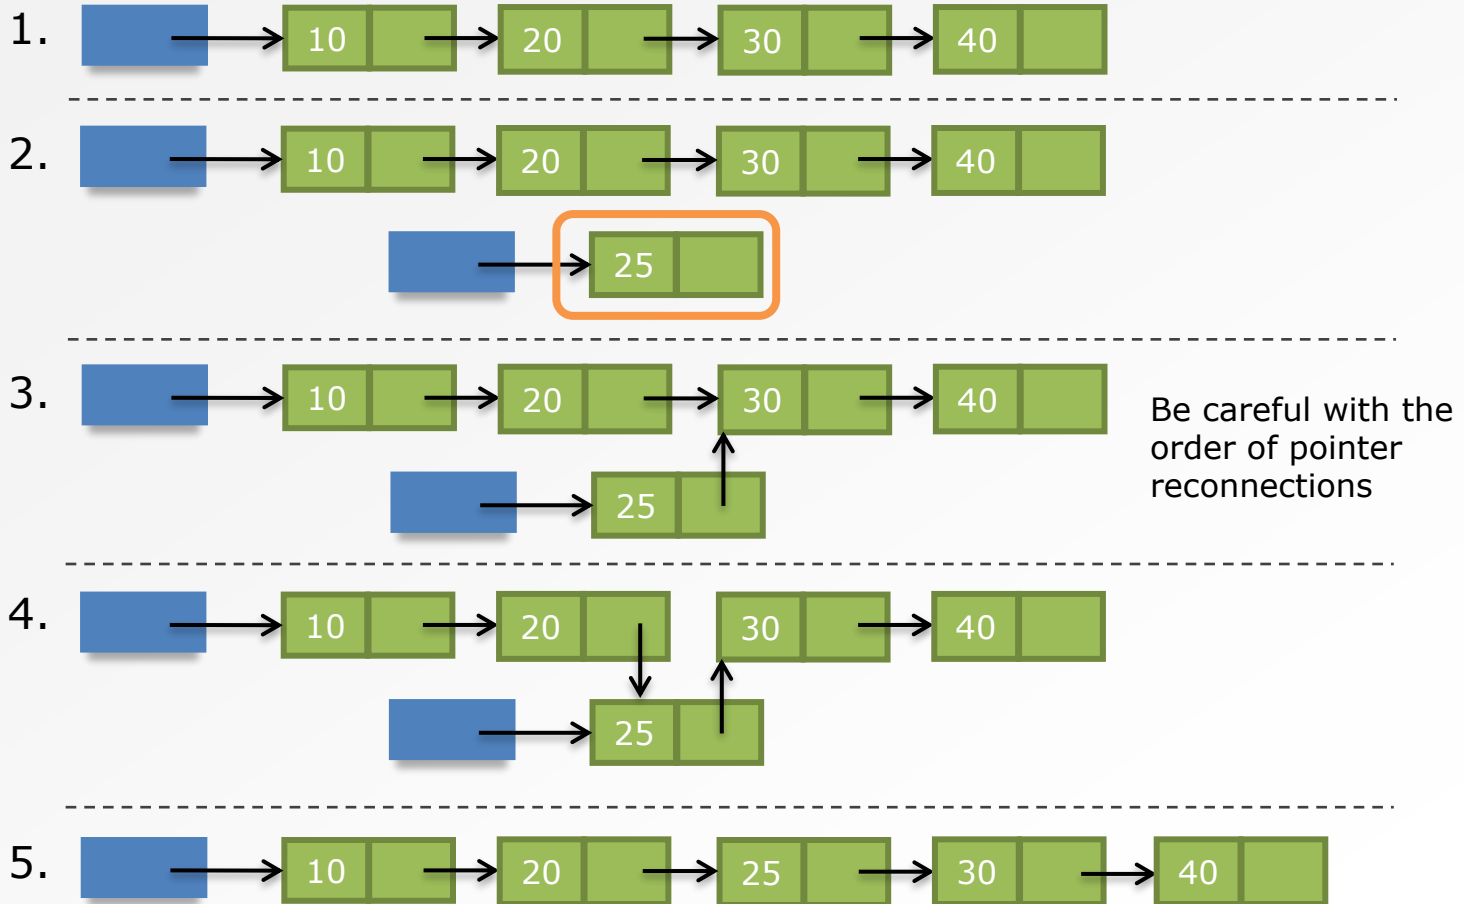 1. 10 20 30 40
2. 10 20 30 40
25
3. 10 20 30 40
25
Be careful with the
order of pointer
reconnections
4. 10 20 30 40
25
5. 10 20 25 30 40